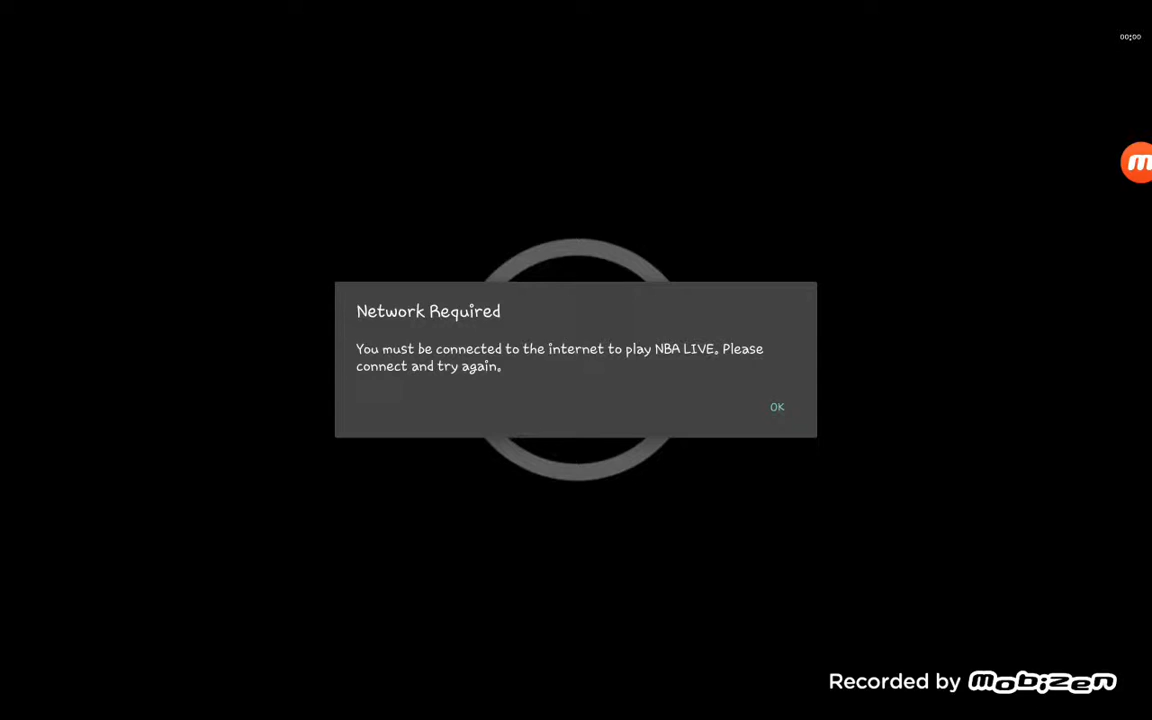 00:00
Network Required
You must be connected to the internet to play NBA LIVE. Please
connect and try again.
OK
Recorded by mobizen